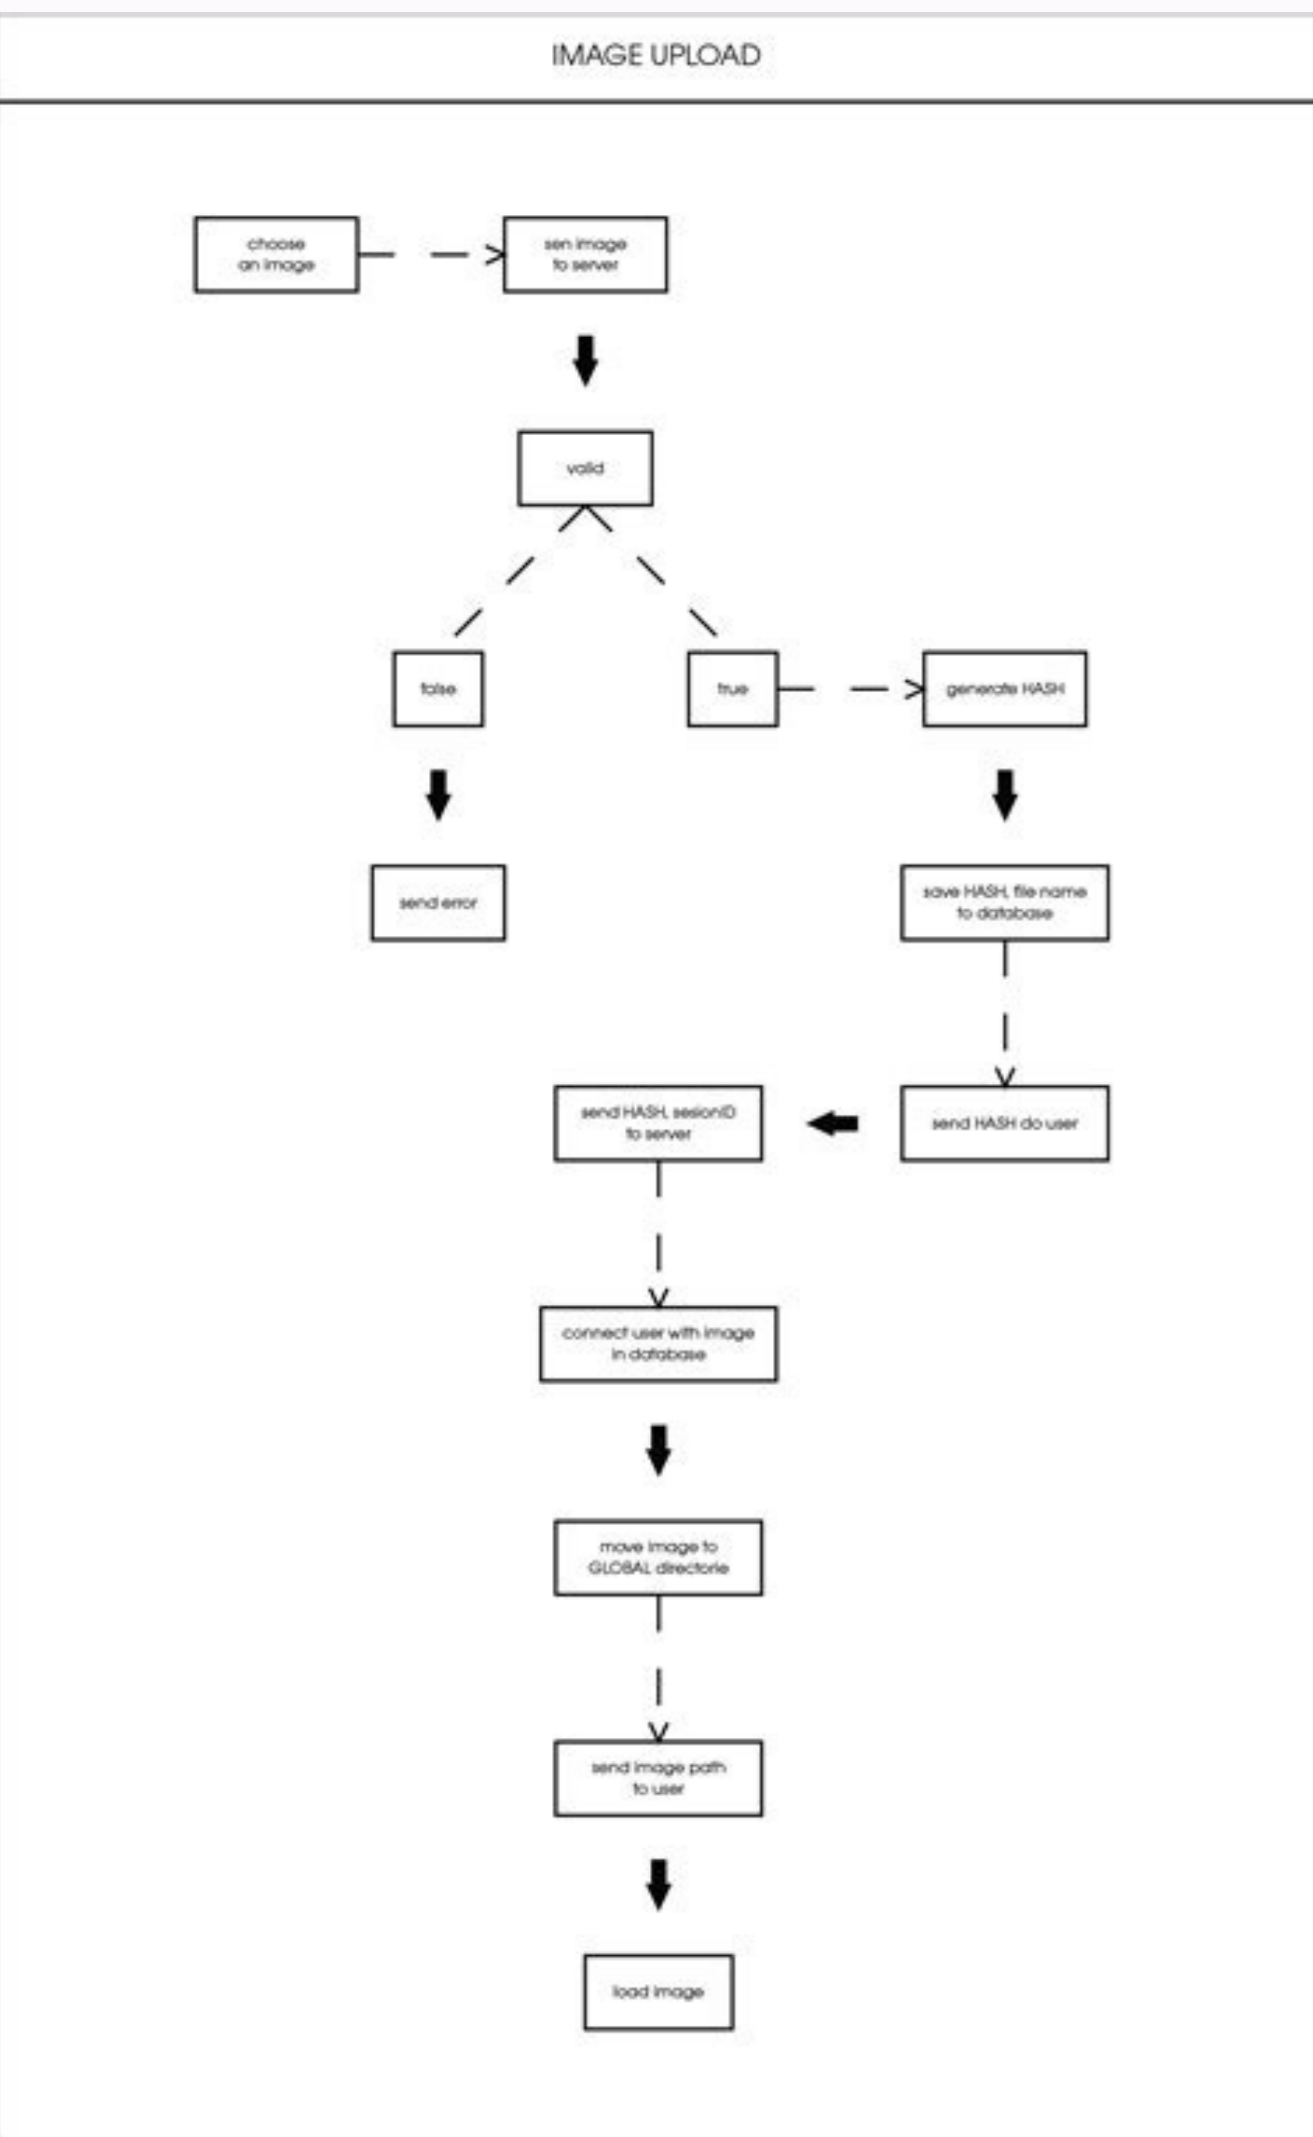 IMAGE UPLOAD
choose
an image
sen image
to server
valid
false
true
generate HASH
send error
save HASH, file name
to database
send HASH, sesionID
to server
send HASH do user
connect user with image
in database
move image to
GLOBAL directorie
send image path
to user
load image